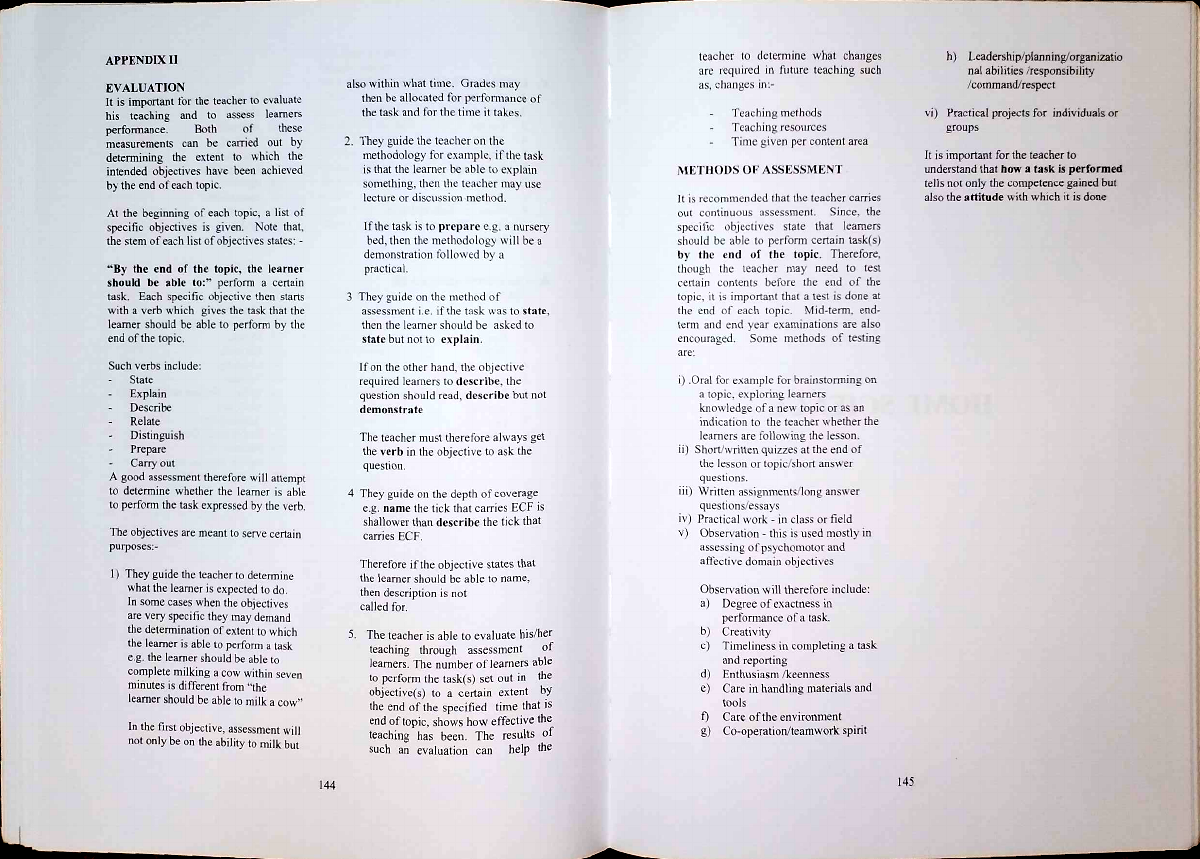 APPENDIX II
EVALUATION
It is important for the teacher to evaluate
his teaching and to assess learners
performance. Both of these
measurements can be carried out by
determining the extent to which the
intended objectives have been achieved
by the end of each topic.
At the beginning of each topic, a list of
specific objectives is given. Note that,
the stem of each list of objectives states: -
“By the end of the topic, the learner
should be able to:” perform a certain
task. Each specific objective then starts
with a verb which gives the task that the
learner should be able to perform by the
end of the topic.
Such verbs include:
- State
- Explain
- Describe
- Relate
- Distinguish
- Prepare
- Carry out
A good assessment therefore will attempt
to determine whether the learner is able
to perform the task expressed by the verb.
The objectives are meant to serve certain
purposes:-
1) They guide the teacher to determine
what the learner is expected to do.
In some cases when the objectives
are very specific they may demand
the determination of extent to which
the learner is able to perform a task
e.g. the learner should be able to
complete milking a cow within seven
minutes is different from “the
learner should be able to milk a cow”
In the first objective, assessment will
not only be on the ability to milk but
also within what time. Grades may
then be allocated for performance of
the task and for the time it takes.
2. They guide the teacher on the
methodology for example, if the task
is that the learner be able to explain
something, then the teacher may use
lecture or discussion method.
If the task is to prepare e.g. a nursery
bed, then the methodology will be a
demonstration followed by a
practical.
3 They guide on the method of
assessment i.e. if the task was to state,
then the learner should be asked to
state but not to explain.
If on the other hand, the objective
required learners to describe, the
question should read, describe but not
demonstrate
The teacher must therefore always get
the verb in the objective to ask the
question.
4 They guide on the depth of coverage
e.g. name the tick that carries ECF is
shallower than describe the tick that
carries ECF.
Therefore if the objective states that
the learner should be able to name,
then description is not
called for.
5. The teacher is able to evaluate his/her
teaching through assessment of
learners. The number of learners able
to perform the task(s) set out in the
objective(s) to a certain extent by
the end of the specified time that is
end of topic, shows how effective the
teaching has been. The results of
such an evaluation can help the
144
teacher to determine what changes
are required in future teaching such
as, changes in:-
- Teaching methods
- Teaching resources
- Time given per content area
METHODS OF ASSESSMENT
It is recommended that the teacher carries
out continuous assessment. Since, the
specific objectives state that learners
should be able to perform certain task(s)
by the end of the topic. Therefore,
though the teacher may need to test
certain contents before the end of the
topic, it is important that a test is done at
the end of each topic. Mid-term, end-
term and end year examinations are also
encouraged. Some methods of testing
are:
i) .Oral for example for brainstorming on
a topic, exploring learners
knowledge of a new topic or as an
indication to the teacher whether the
learners are following the lesson.
ii) Short/written quizzes at the end of
the lesson or topic/short answer
questions.
iii) Written assignments/long answer
questions/essays
iv) Practical work - in class or field
v) Observation - this is used mostly in
assessing of psychomotor and
affective domain objectives
Observation will therefore include:
a) Degree of exactness in
performance of a task.
b) Creativity
c) Timeliness in completing a task
and reporting
d) Enthusiasm /keenness
e) Care in handling materials and
tools
f) Care of the environment
g) Co-operation/teamwork spirit
h) Leadership/planning/organizatio
nal abilities /responsibility
/command/respect
vi) Practical projects for individuals or
groups
It is important for the teacher to
understand that how a task is performed
tells not only the competence gained but
also the attitude with which it is done
145